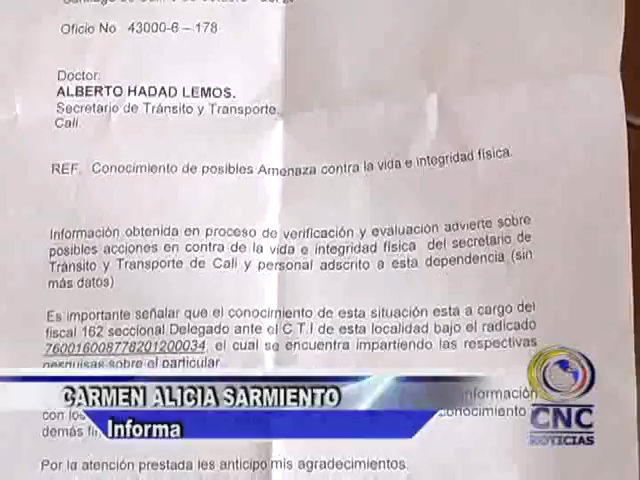 Oficio No 43000-6 – 178
Doctor:
ALBERTO HADAD LEMOS.
Secretario de Tránsito y Transporte.
Cali.
REF. Conocimiento de posibles Amenaza contra la vida e integridad física.
Información obtenida en proceso de verificación y evaluación advierte sobre
posibles acciones en contra de la vida e integridad física del secretario de
Tránsito y Transporte de Cali y personal adscrito a esta dependencia (sin
más datos)
Es importante señalar que el conocimiento de esta situación está a cargo del
fiscal 162 seccional Delegado ante el C.T.I de esta localidad bajo el radicado
760016008778201200034, el cual se encuentra impartiendo las respectivas
pesquisas sobre el particular
información
con los
conocimiento
demás
Por la atención prestada les anticipo mis agradecimientos.
CARMEN ALICIA SARMIENTO
Informa
CNC
NOTICIAS